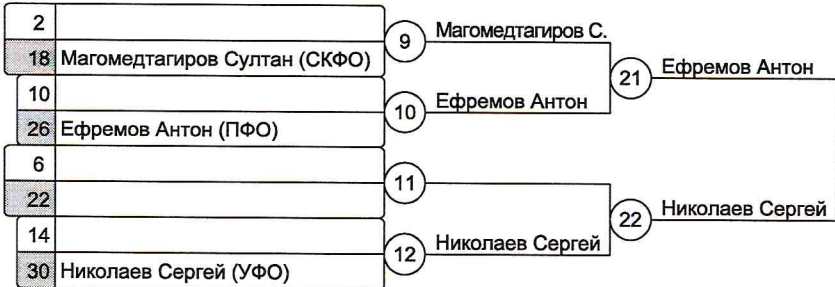 2
18 Магомедтагиров Султан (СКФО)
10
26 Ефремов Антон (ПФО)
6
22
14
30 Николаев Сергей (УФО)
9 Магомедтагиров С.
10 Ефремов Антон
11
12 Николаев Сергей
21 Ефремов Антон
22 Николаев Сергей